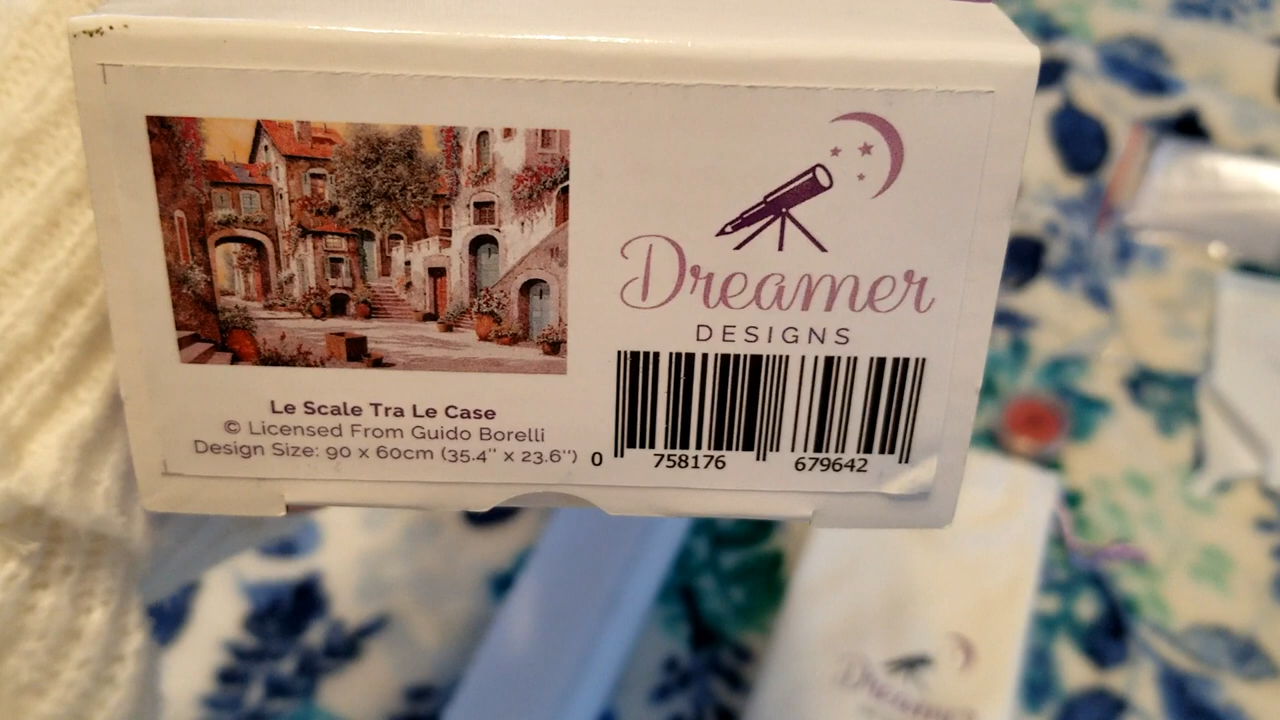 Dreamer
DESIGNS
Le Scale Tra Le Case
© Licensed From Guido Borelli
Design Size: 90 x 60cm (35.4" x 23.6")
0 758176 679642
Dreamer